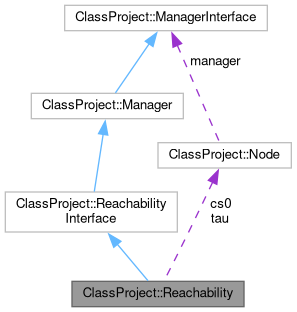 ClassProject::ManagerInterface
manager
ClassProject::Manager
ClassProject::Node
ClassProject::Reachability
Interface
cs0
tau
ClassProject::Reachability